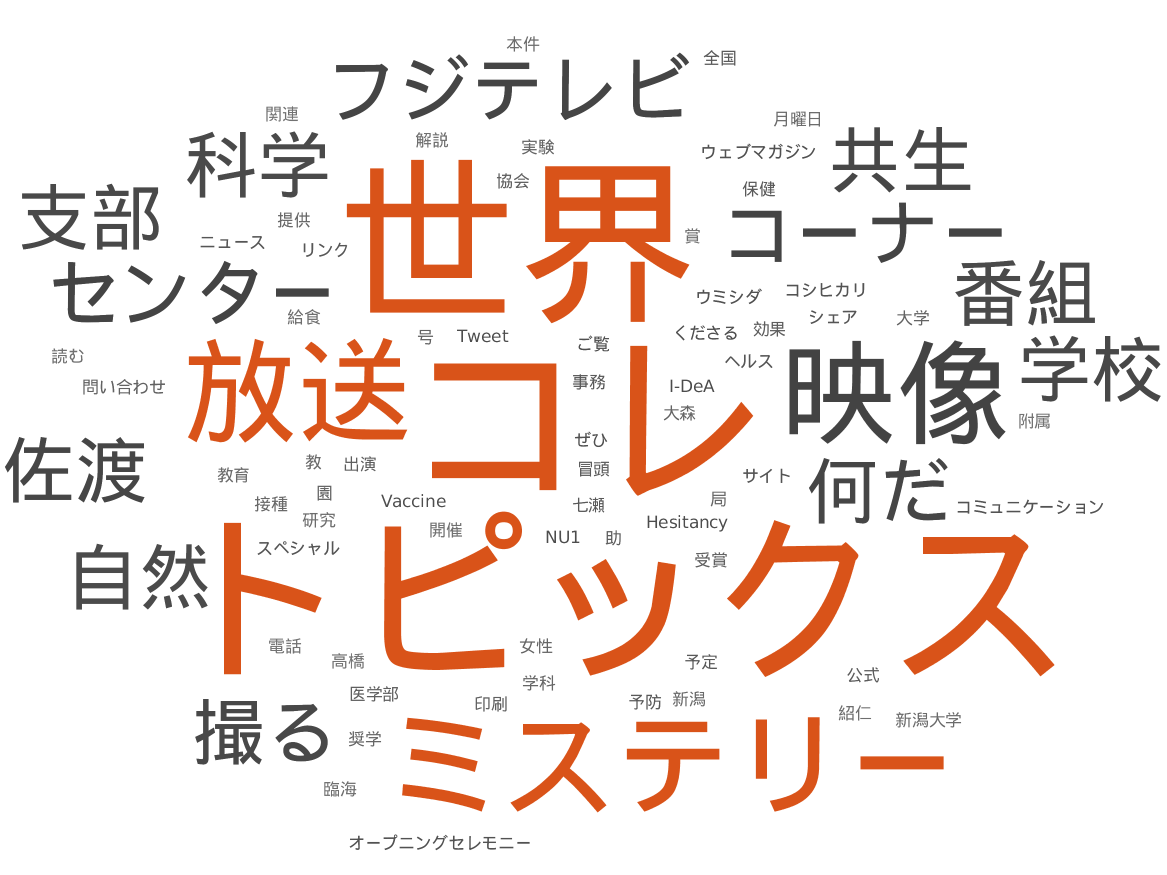 本件
全国
フジテレビ
関連
月曜日
解説
実験
ウェブマガジン
科学
共生
協会
保健
支部
世界
提供
コーナー
賞
ニュース
リンク
センター
番組
ウミシダ
コシヒカリ
給食
シェア
大学
号
Tweet
くださる
効果
ご覧
読む
ヘルス
学校
問い合わせ
放送
コレ
事務
I-DeA
映像
大森
附属
ぜひ
佐渡
教育
教
出演
冒頭
サイト
何だ
園
接種
Vaccine
七瀬
局
コミュニケーション
研究
開催
NU1
助
Hesitancy
スペシャル
受賞
自然
トピックス
電話
高橋
女性
予定
学科
公式
医学部
印刷
予防
新潟
撮る
奨学
紹仁
新潟大学
ミステリー
臨海
オープニングセレモニー